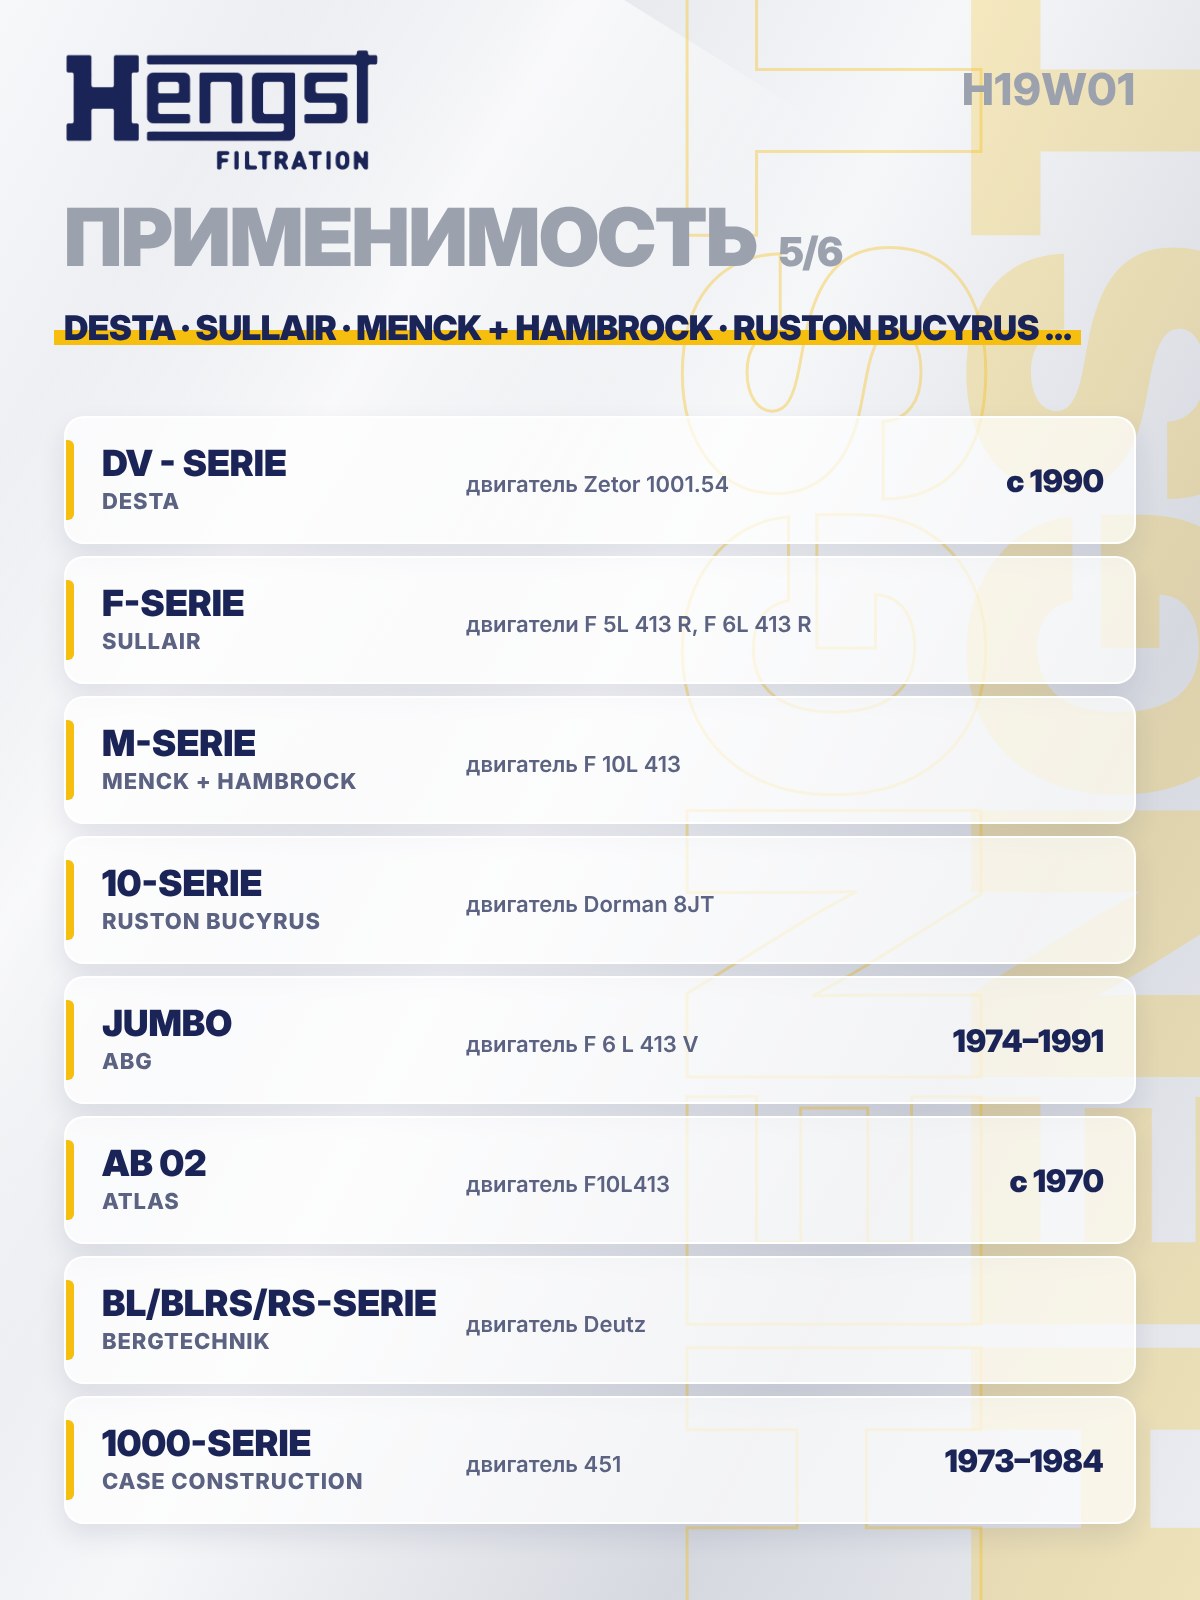 Hengst
FILTRATION
H19W01
ПРИМЕНИМОСТЬ 5/6
DESTA · SULLAIR · MENCK + HAMBROCK · RUSTON BUCYRUS ...
DV - SERIE
DESTA
двигатель Zetor 1001.54
с 1990
F-SERIE
SULLAIR
двигатели F 5L 413 R, F 6L 413 R
M-SERIE
MENCK + HAMBROCK
двигатель F 10L 413
10-SERIE
RUSTON BUCYRUS
двигатель Dorman 8JT
JUMBO
ABG
двигатель F 6 L 413 V
1974–1991
AB 02
ATLAS
двигатель F10L413
с 1970
BL/BLRS/RS-SERIE
BERGTECHNIK
двигатель Deutz
1000-SERIE
CASE CONSTRUCTION
двигатель 451
1973–1984
HENGST
HENGST